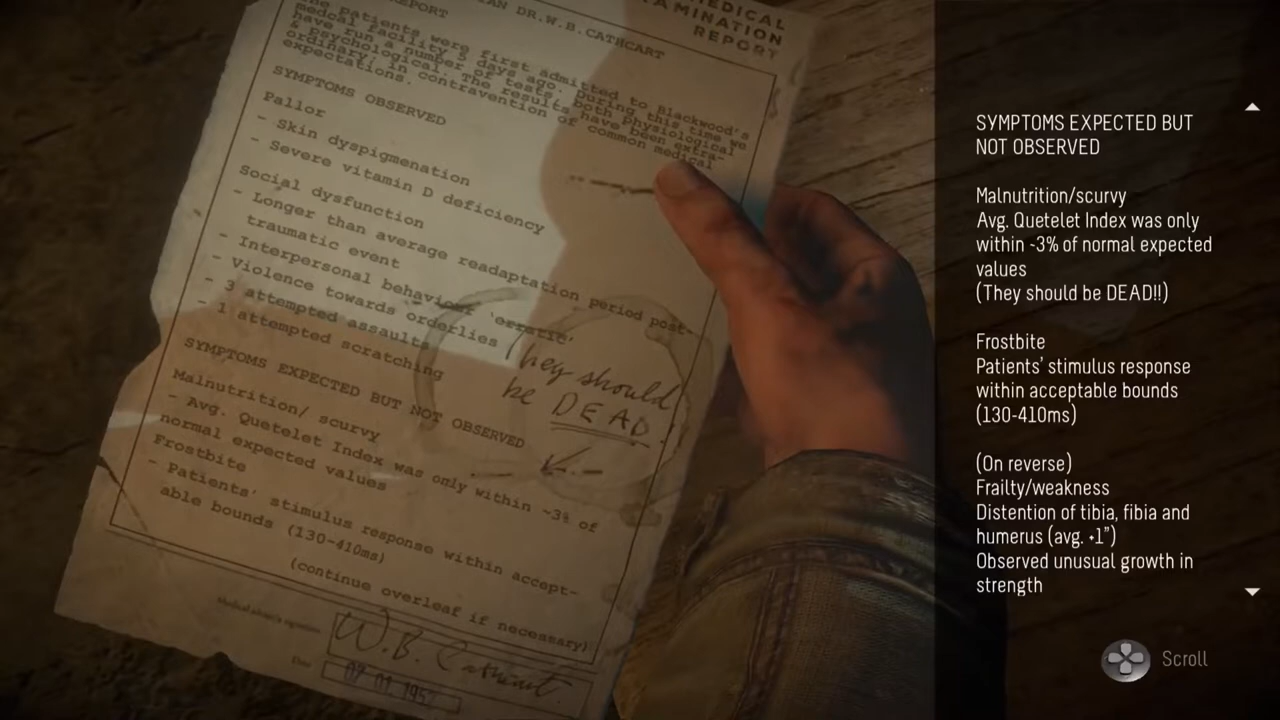 MEDICAL
EXAMINATION
REPORT
REPORT
DR.W.B.CATHCART
The patients were first admitted to Blackwood's
medcal facility 5 days ago. During this time we
have run a number of tests, both physiological
& psychological. The results have been extra-
ordinary, in contravention of common medical
expectations.
SYMPTOMS OBSERVED
Pallor
- Skin dyspigmenation
- Severe vitamin D deficiency
Social dysfunction
- Longer than average readaptation period post-
traumatic event
- Interpersonal behaviour 'erratic'
- Violence towards orderlies
- 3 attempted assaults
- 1 attempted scratching
They should
be DEAD
SYMPTOMS EXPECTED BUT NOT OBSERVED
Malnutrition/ scurvy
- Avg. Quetelet Index was only within ~3% of
normal expected values
Frostbite
- Patients' stimulus response within accept-
able bounds (130-410ms)
(continue overleaf if necessary)
W.B. Cathcart
Date
SYMPTOMS EXPECTED BUT
NOT OBSERVED
Malnutrition/scurvy
Avg. Quetelet Index was only
within ~3% of normal expected
values
(They should be DEAD!!)
Frostbite
Patients' stimulus response
within acceptable bounds
(130-410ms)
(On reverse)
Frailty/weakness
Distention of tibia, fibia and
humerus (avg. +1")
Observed unusual growth in
strength
Scroll